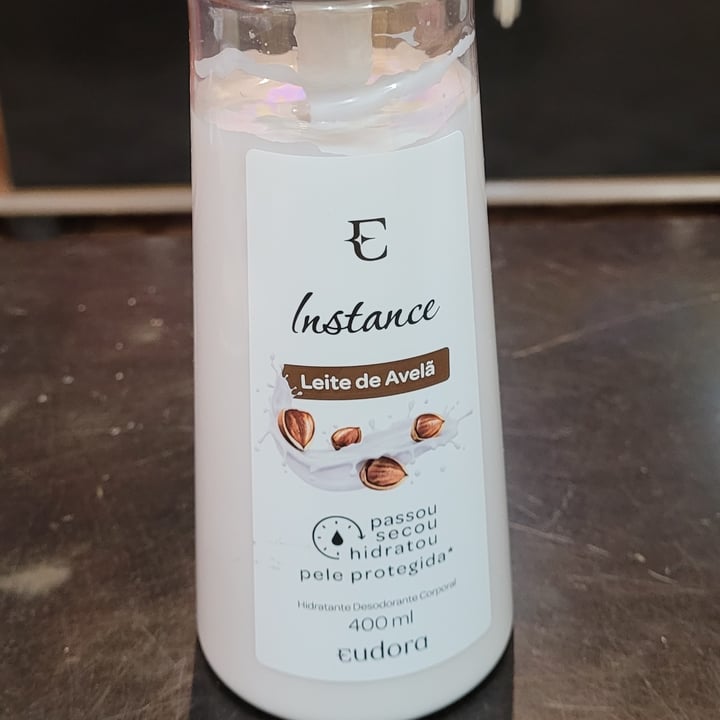 E
Instance
Leite de Avelã
passou
secou
hidratou
pele protegida*
Hidratante Desodorante Corporal
400 ml
eudora